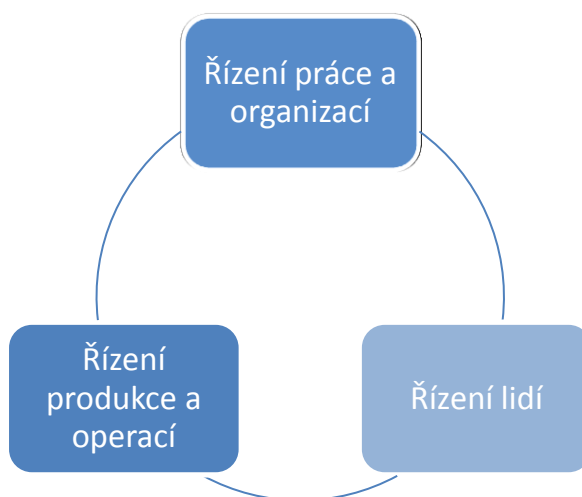 Řízení práce a
organizací
Řízení
produkce a
operací
Řízení lidí